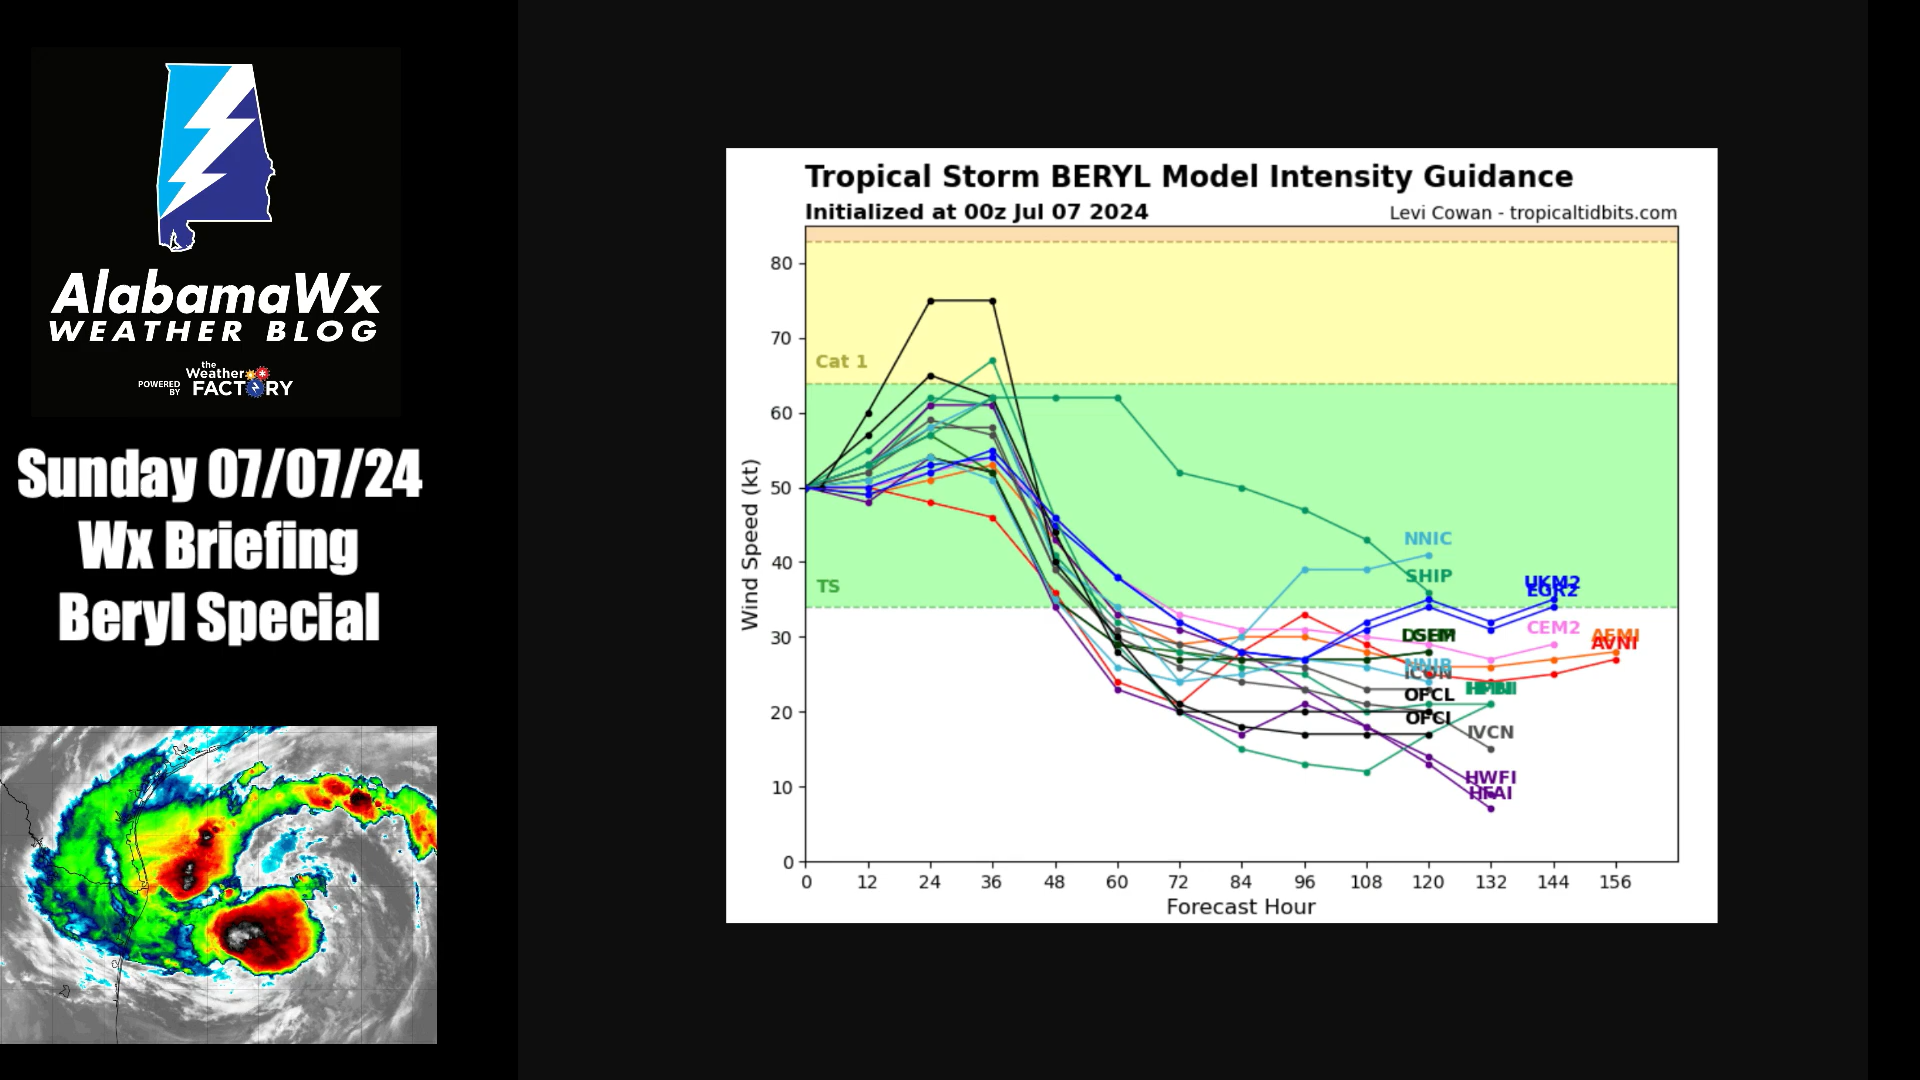 AlabamaWx
WEATHER BLOG
POWERED BY the Weather FACTORY
Sunday 07/07/24
Wx Briefing
Beryl Special
Tropical Storm BERYL Model Intensity Guidance
Initialized at 00z Jul 07 2024
Levi Cowan - tropicaltidbits.com
Wind Speed (kt)
80
70
60
50
40
30
20
10
0
Cat 1
TS
NNIC
SHIP
UKM2
EGR2
CEM2
AEMI
AVNI
NNIB
ICON
OFCL
OFCI
IVCN
HWFI
HFAI
0 12 24 36 48 60 72 84 96 108 120 132 144 156
Forecast Hour